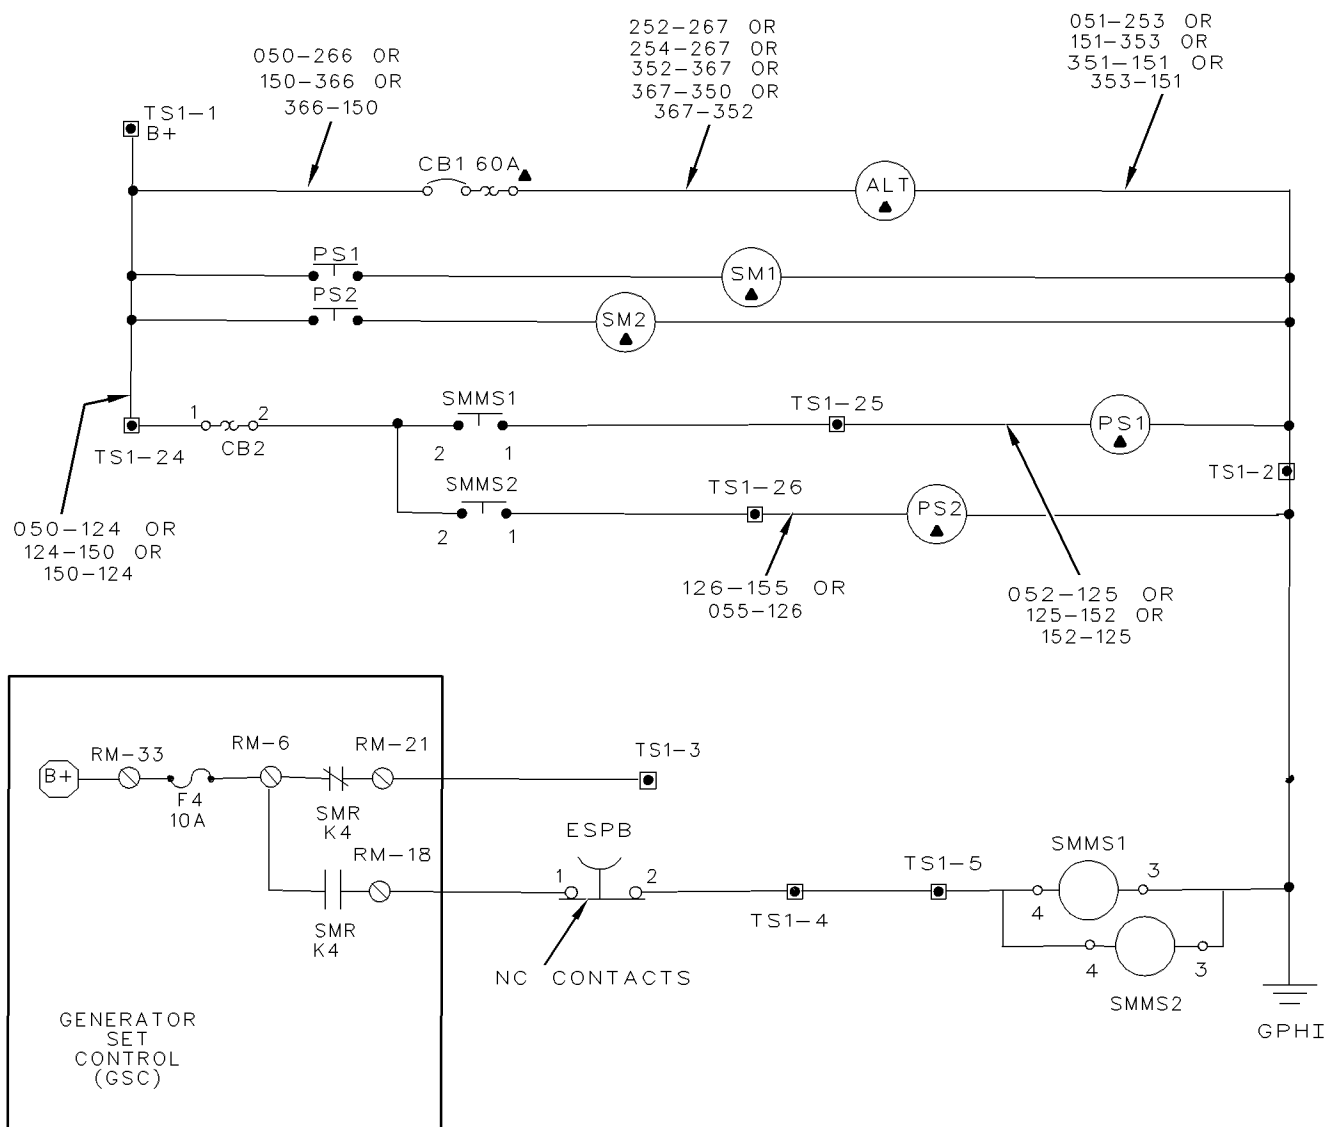 252-267 OR
254-267 OR
352-367 OR
367-350 OR
367-352
051-253 OR
151-353 OR
351-151 OR
353-151
050-266 OR
150-366 OR
366-150
TS1-1
B+
CB1 60A
ALT
PS1
SM1
PS2
SM2
SMMS1
TS1-25
1 2
CB2
PS1
TS1-24
2 1
TS1-2
SMMS2
TS1-26
PS2
2 1
050-124 OR
124-150 OR
150-124
126-155 OR
055-126
052-125 OR
125-152 OR
152-125
RM-33
RM-6
RM-21
TS1-3
B+
F4
10A
SMR
K4
ESPB
RM-18
SMMS1
TS1-5
1 2
3
4
TS1-4
SMR
K4
NC CONTACTS
4 3
SMMS2
GENERATOR
SET
CONTROL
(GSC)
GPHI